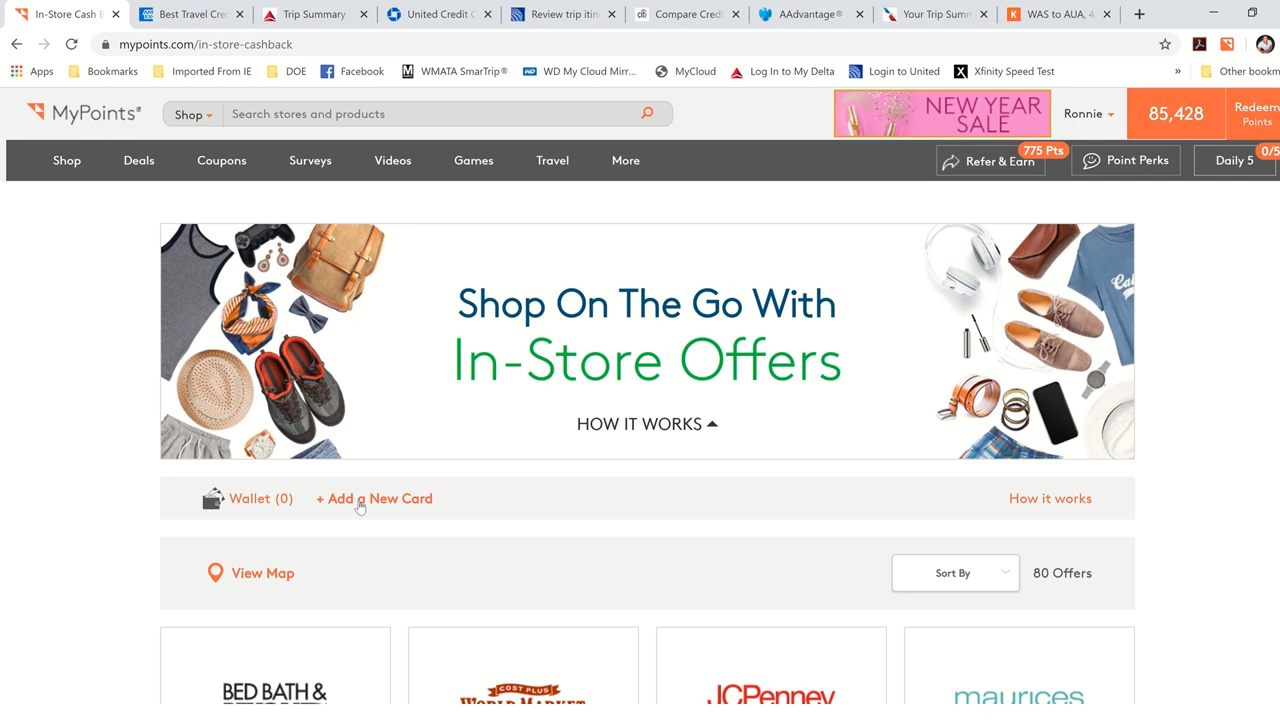 In-Store Cash B
Best Travel Cre
Trip Summary
United Credit C
Review trip itin
Compare Credi
AAdvantage®
Your Trip Summ
WAS to AUA, 4
mypoints.com/in-store-cashback
Apps
Bookmarks
Imported From IE
DOE
Facebook
WMATA SmarTrip®
WD My Cloud Mirr...
MyCloud
Log In to My Delta
Login to United
Xfinity Speed Test
»
Other bookm
MyPoints®
Shop
Search stores and products
NEW YEAR
SALE
Ronnie
85,428
Redeem
Points
Shop
Deals
Coupons
Surveys
Videos
Games
Travel
More
Refer & Earn
775 Pts
Point Perks
Daily 5
0/5
Shop On The Go With
In-Store Offers
HOW IT WORKS
Wallet (0)
+ Add a New Card
How it works
View Map
Sort By
80 Offers
BED BATH &
BEYOND
COST PLUS
WORLD MARKET
JCPenney
maurices